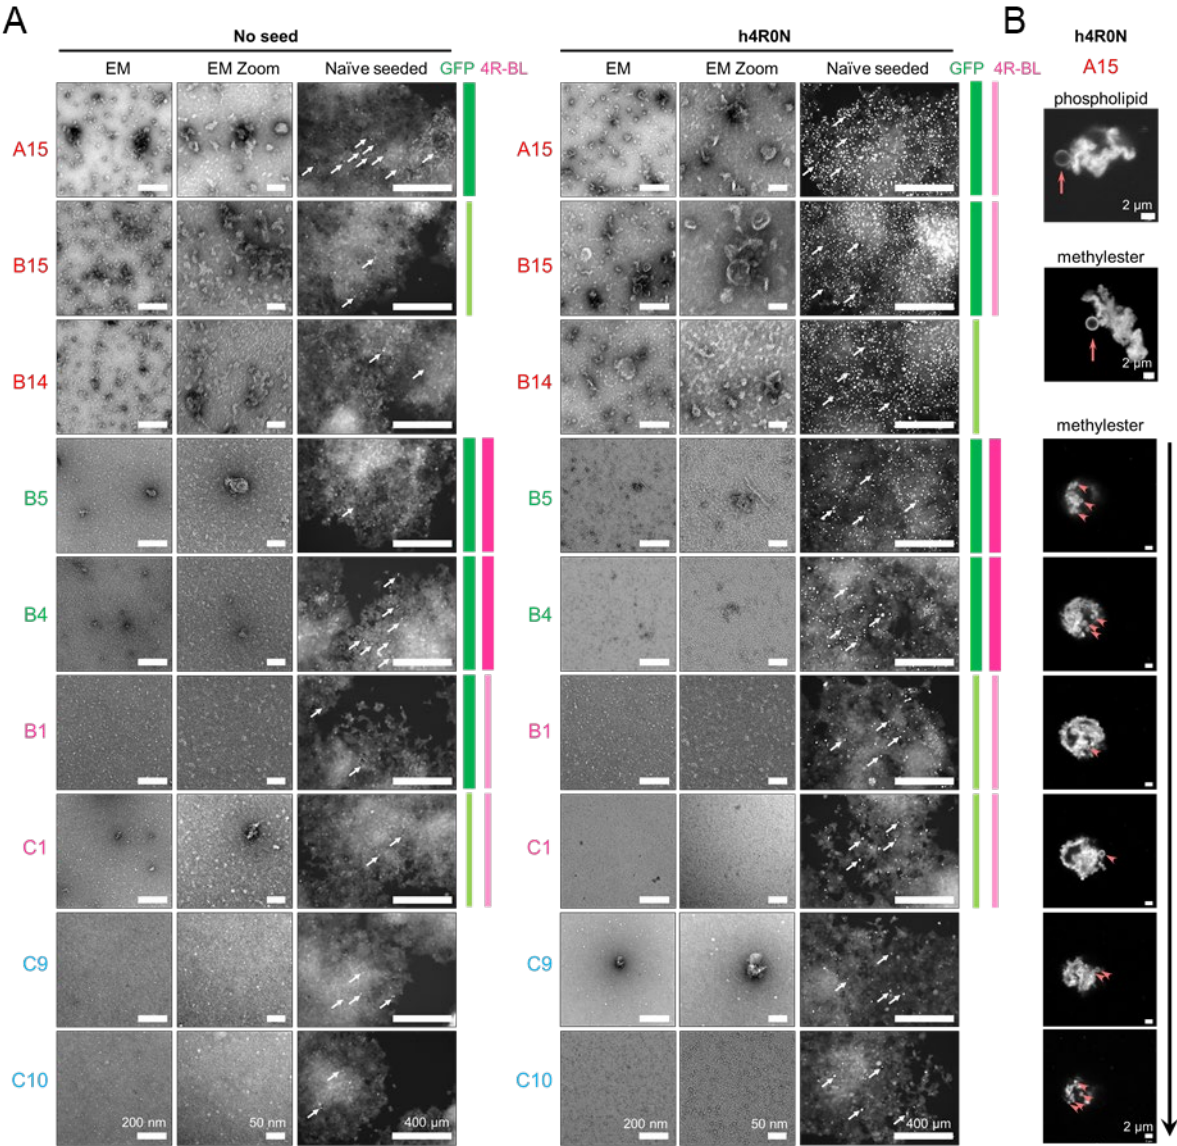 A
B
No seed
h4R0N
h4R0N
EM
EM Zoom
Naïve seeded
GFP
4R-BL
EM
EM Zoom
Naïve seeded
GFP
4R-BL
A15
phospholipid
A15
A15
2 µm
B15
B15
methylester
2 µm
B14
B14
methylester
B5
B5
B4
B4
B1
B1
C1
C1
C9
C9
C10
C10
200 nm
50 nm
400 µm
200 nm
50 nm
400 µm
2 µm